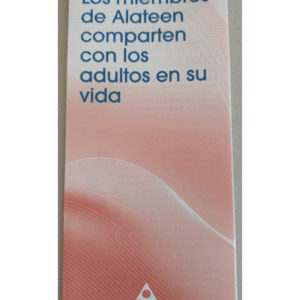 Los miembros
de Alateen
comparten
con los
adultos en su
vida